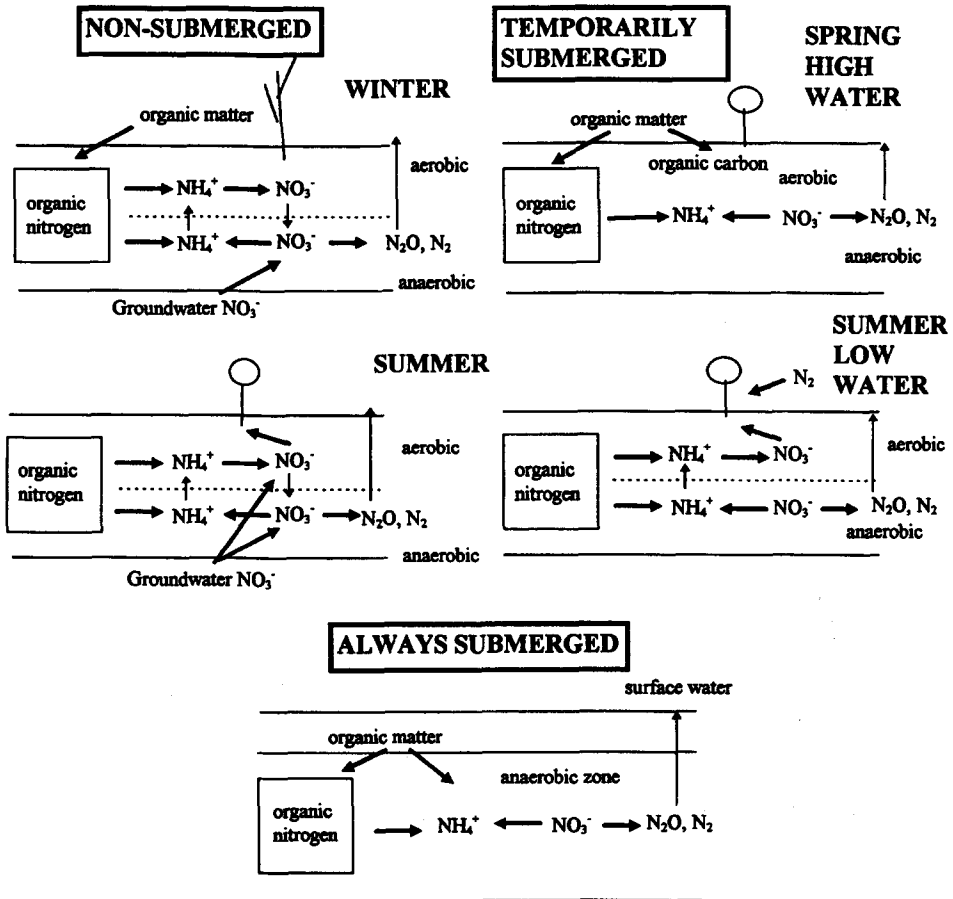 NON-SUBMERGED
WINTER
organic matter
aerobic
organic
nitrogen
NH₄⁺ NO₃⁻
NH₄⁺ NO₃⁻ N₂O, N₂
anaerobic
Groundwater NO₃⁻
TEMPORARILY
SUBMERGED
SPRING
HIGH
WATER
organic matter
organic carbon
aerobic
organic
nitrogen
NH₄⁺ NO₃⁻ N₂O, N₂
anaerobic
SUMMER
aerobic
organic
nitrogen
NH₄⁺ NO₃⁻
NH₄⁺ NO₃⁻ N₂O, N₂
anaerobic
Groundwater NO₃⁻
SUMMER
LOW
WATER
N₂
aerobic
organic
nitrogen
NH₄⁺ NO₃⁻
NH₄⁺ NO₃⁻ N₂O, N₂
anaerobic
ALWAYS SUBMERGED
surface water
organic matter
anaerobic zone
organic
nitrogen
NH₄⁺ NO₃⁻ N₂O, N₂